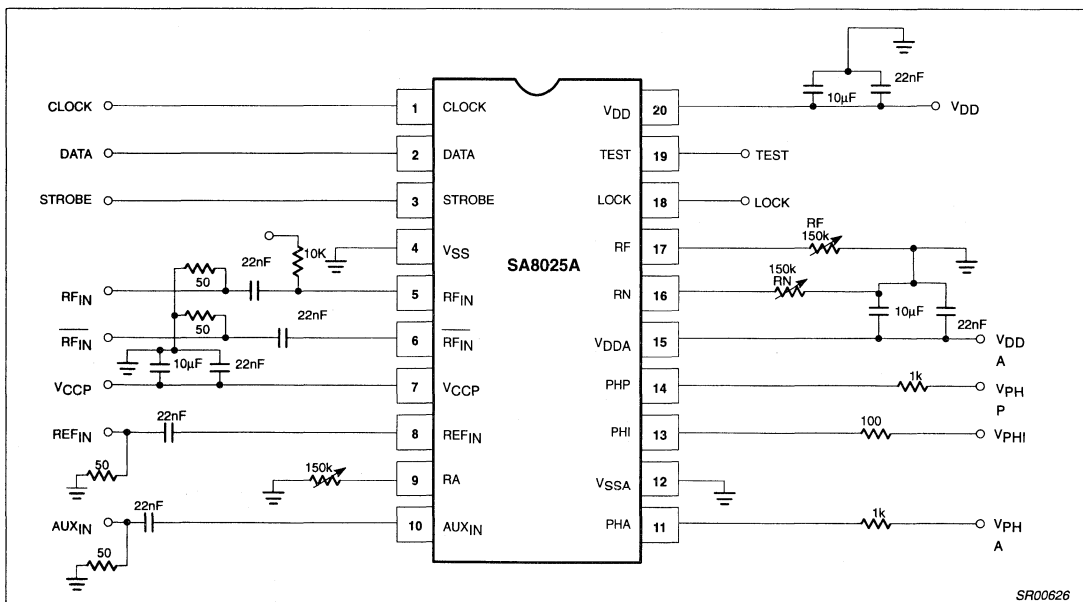 22nF
10μF
CLOCK
1
CLOCK
V_DD
20
V_DD
DATA
2
DATA
TEST
19
TEST
STROBE
3
STROBE
LOCK
18
LOCK
4
V_SS
RF
17
RF
150k
10K
22nF
50
SA8025A
RF_IN
5
RF_IN
RN
16
150k
RN
50
22nF
10μF
22nF
R̅F̅_I̅N̅
6
R̅F̅_I̅N̅
V_DDA
15
V_DD
A
10μF
22nF
V_CCP
7
V_CCP
PHP
14
1k
V_PH
P
22nF
REF_IN
8
REF_IN
PHI
13
100
V_PHI
50
150k
9
RA
V_SSA
12
22nF
AUX_IN
10
AUX_IN
PHA
11
1k
V_PH
A
50
SR00626